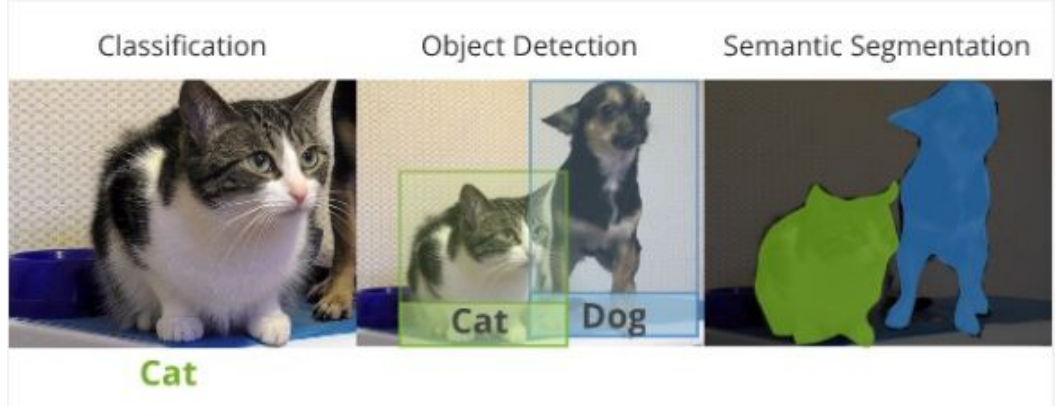 Classification
Object Detection
Semantic Segmentation
Cat
Dog
Cat